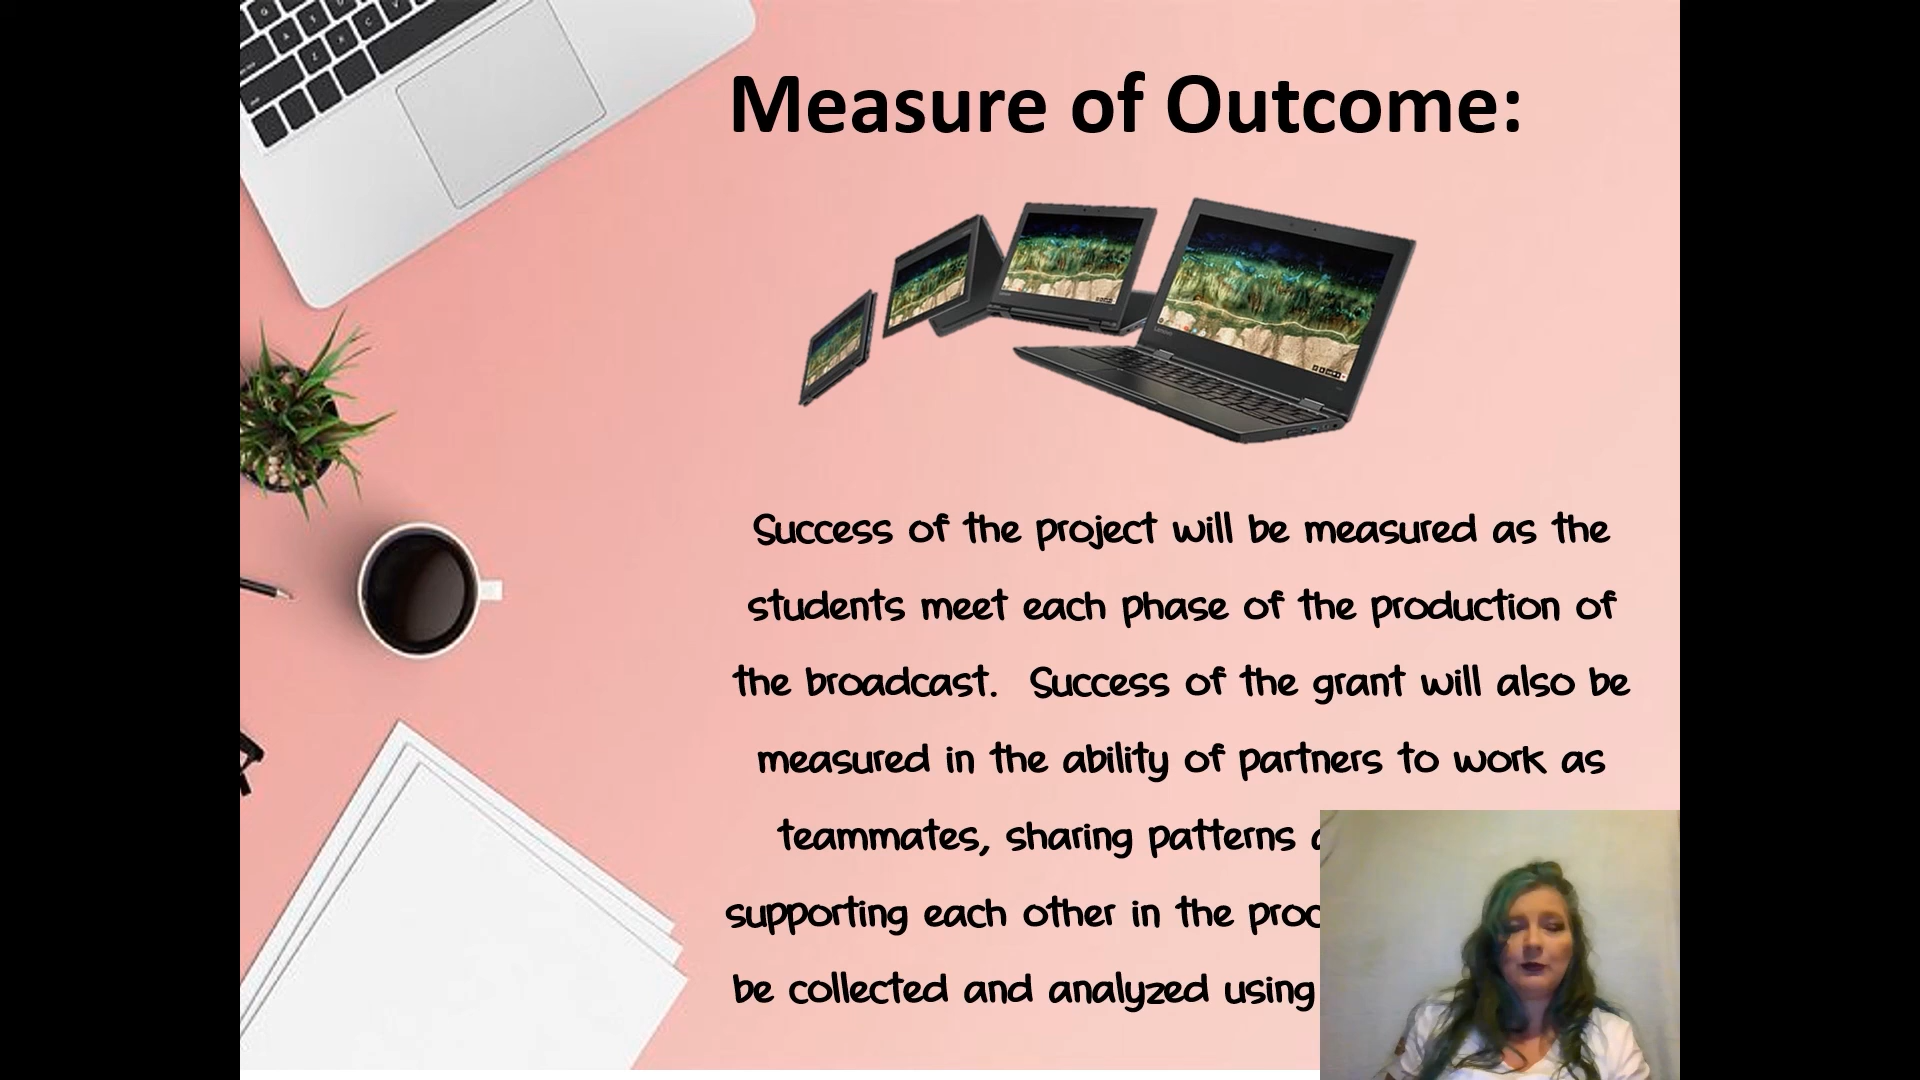 Measure of Outcome:
Success of the project will be measured as the
students meet each phase of the production of
the broadcast. Success of the grant will also be
measured in the ability of partners to work as
teammates, sharing patterns
supporting each other in the
be collected and analyzed using